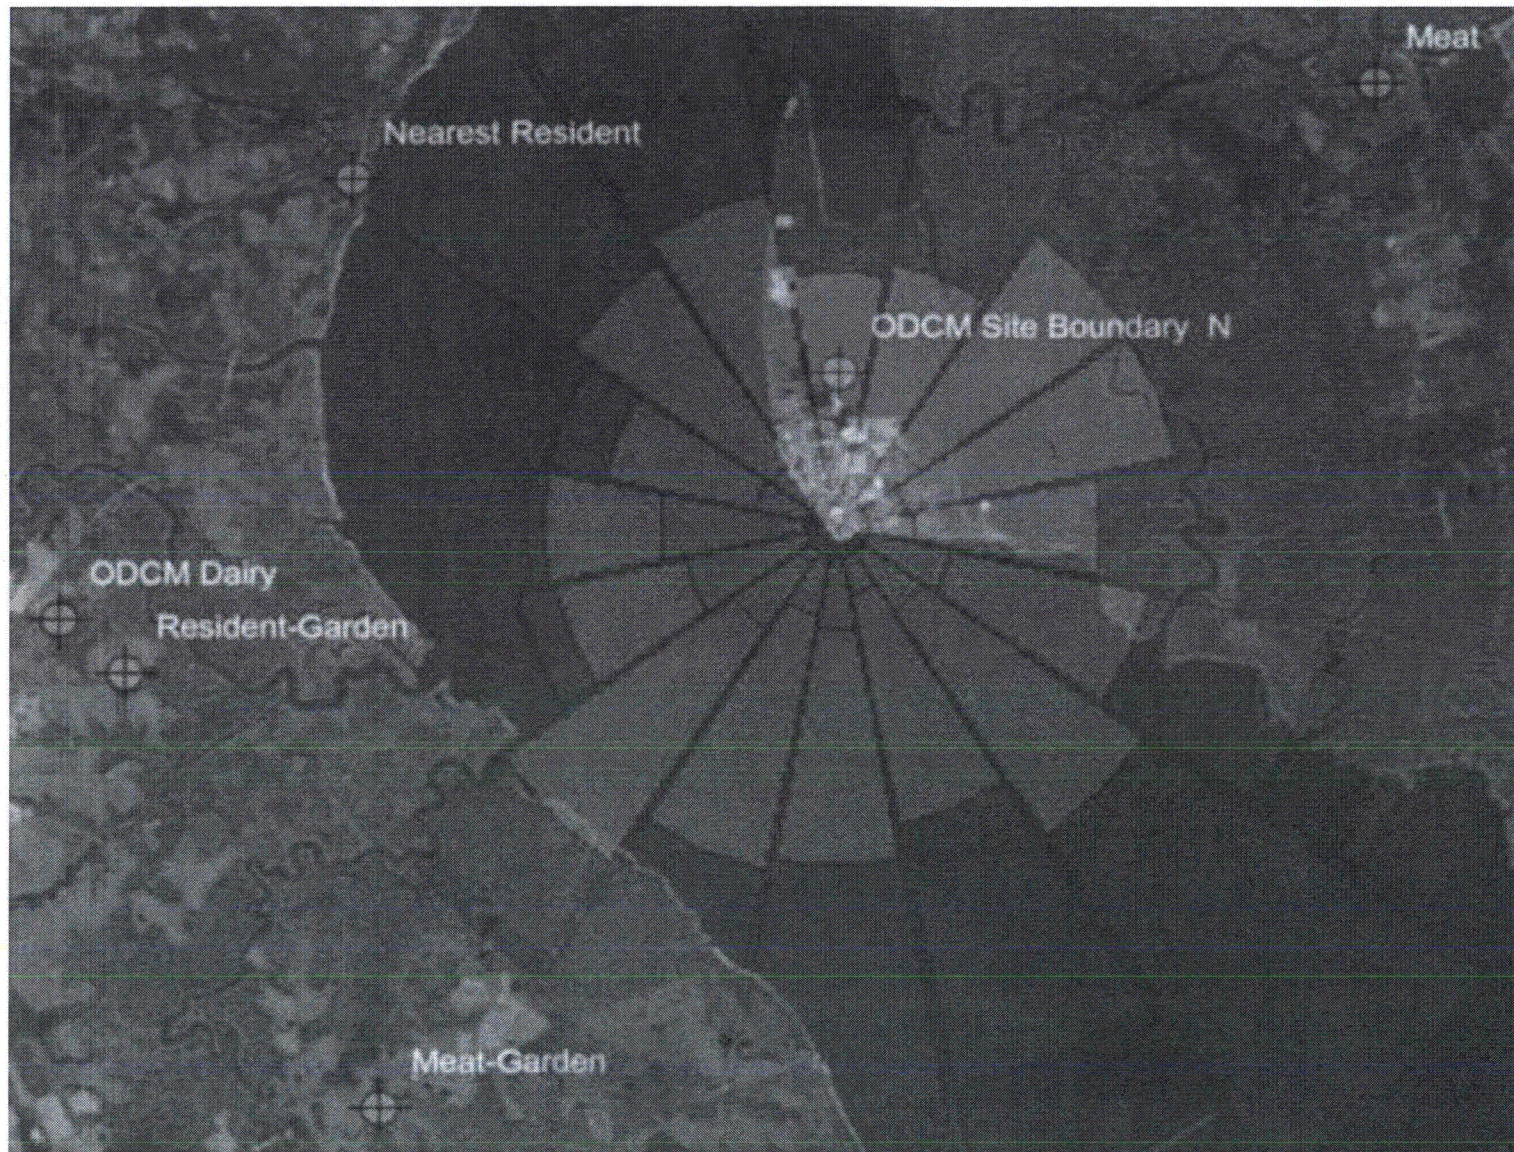 Meat
Nearest Resident
ODCM Site Boundary N
ODCM Dairy
Resident-Garden
Meat-Garden